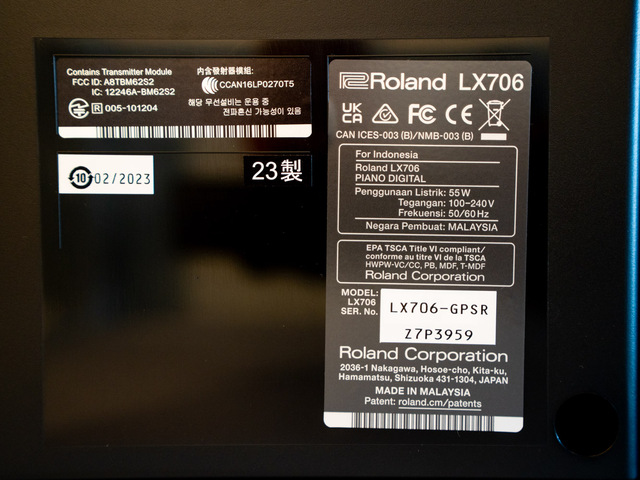 Contains Transmitter Module
FCC ID: A8TBM62S2
IC: 12246A-BM62S2
R 005-101204
內含發射器模組:
CCAN16LP0270T5
해당 무선설비는 운용 중
전파혼신 가능성이 있음
10 02/2023
23製
Roland LX706
UK CA FC CE
CAN ICES-003 (B)/NMB-003 (B)
For Indonesia
Roland LX706
PIANO DIGITAL
Penggunaan Listrik: 55W
Tegangan: 100-240V
Frekuensi: 50/60Hz
Negara Pembuat: MALAYSIA
EPA TSCA Title VI compliant/
conforme au titre VI de la TSCA
HWPW-VC/CC, PB, MDF, T-MDF
Roland Corporation
MODEL:
LX706
SER. No.
LX706-GPSR
Z7P3959
Roland Corporation
2036-1 Nakagawa, Hosoe-cho, Kita-ku,
Hamamatsu, Shizuoka 431-1304, JAPAN
MADE IN MALAYSIA
Patent: roland.cm/patents